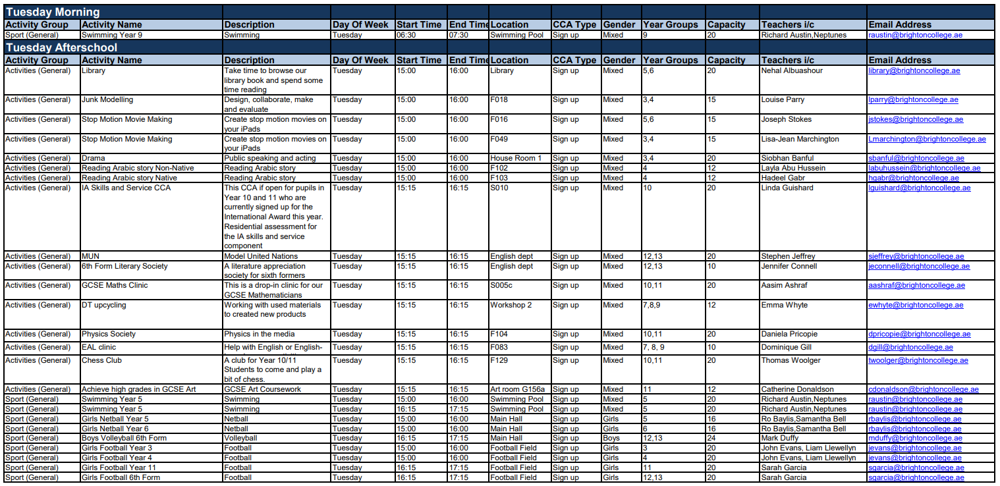 Tuesday Morning
Activity Group Activity Name Description Day Of Week Start Time End Time Location CCA Type Gender Year Groups Capacity Teachers i/c Email Address
Sport (General) Swimming Year 9 Swimming Tuesday 06:30 07:30 Swimming Pool Sign up Mixed 9 20 Richard Austin,Neptunes raustin@brightoncollege.ae
Tuesday Afterschool
Activity Group Activity Name Description Day Of Week Start Time End Time Location CCA Type Gender Year Groups Capacity Teachers i/c Email Address
Activities (General) Library Take time to browse our Tuesday 15:00 16:00 Library Sign up Mixed 5,6 20 Nehal Albuashour library@brightoncollege.ae
library book and spend some
time reading
Activities (General) Junk Modelling Design, collaborate, make Tuesday 15:00 16:00 F018 Sign up Mixed 3,4 15 Louise Parry lparry@brightoncollege.ae
and evaluate
Activities (General) Stop Motion Movie Making Create stop motion movies on Tuesday 15:00 16:00 F016 Sign up Mixed 5,6 15 Joseph Stokes jstokes@brightoncollege.ae
your iPads
Activities (General) Stop Motion Movie Making Create stop motion movies on Tuesday 15:00 16:00 F049 Sign up Mixed 3,4 15 Lisa-Jean Marchington Lmarchington@brightoncollege.ae
your iPads
Activities (General) Drama Public speaking and acting Tuesday 15:00 16:00 House Room 1 Sign up Mixed 3,4 20 Siobhan Banful sbanful@brightoncollege.ae
Activities (General) Reading Arabic story Non-Native Reading Arabic story Tuesday 15:00 16:00 F102 Sign up Mixed 4 12 Layla Abu Hussein labuhussein@brightoncollege.ae
Activities (General) Reading Arabic story Native Reading Arabic story Tuesday 15:00 16:00 F103 Sign up Mixed 4 12 Hadeel Gabr hgabr@brightoncollege.ae
Activities (General) IA Skills and Service CCA This CCA if open for pupils in Tuesday 15:15 16:15 S010 Sign up Mixed 10 20 Linda Guishard lguishard@brightoncollege.ae
Year 10 and 11 who are
currently signed up for the
International Award this year.
Residential assessment for
the IA skills and service
component
Activities (General) MUN Model United Nations Tuesday 15:15 16:15 English dept Sign up Mixed 12,13 20 Stephen Jeffrey sjeffrey@brightoncollege.ae
Activities (General) 6th Form Literary Society A literature appreciation Tuesday 15:15 16:15 English dept Sign up Mixed 12,13 10 Jennifer Connell jeconnell@brightoncollege.ae
society for sixth formers
Activities (General) GCSE Maths Clinic This is a drop-in clinic for our Tuesday 15:15 16:15 S005c Sign up Mixed 10,11 20 Aasim Ashraf aashraf@brightoncollege.ae
GCSE Mathematicians
Activities (General) DT upcycling Working with used materials Tuesday 15:15 16:15 Workshop 2 Sign up Mixed 7,8,9 12 Emma Whyte ewhyte@brightoncollege.ae
to created new products
Activities (General) Physics Society Physics in the media Tuesday 15:15 16:15 F104 Sign up Mixed 10,11 20 Daniela Pricopie dpricopie@brightoncollege.ae
Activities (General) EAL clinic Help with English or English- Tuesday 15:15 16:15 F083 Sign up Mixed 7, 8, 9 10 Dominique Gill dgill@brightoncollege.ae
Activities (General) Chess Club A club for Year 10/11 Tuesday 15:15 16:15 F129 Sign up Mixed 10,11 20 Thomas Woolger twoolger@brightoncollege.ae
Students to come and play a
bit of chess.
Activities (General) Achieve high grades in GCSE Art GCSE Art Coursework Tuesday 15:15 16:15 Art room G156a Sign up Mixed 11 12 Catherine Donaldson cdonaldson@brightoncollege.ae
Sport (General) Swimming Year 5 Swimming Tuesday 15:00 16:00 Swimming Pool Sign up Mixed 5 20 Richard Austin,Neptunes raustin@brightoncollege.ae
Sport (General) Swimming Year 5 Swimming Tuesday 16:15 17:15 Swimming Pool Sign up Mixed 5 20 Richard Austin,Neptunes raustin@brightoncollege.ae
Sport (General) Girls Netball Year 5 Netball Tuesday 15:00 16:00 Main Hall Sign up Girls 5 16 Ro Baylis,Samantha Bell rbaylis@brightoncollege.ae
Sport (General) Girls Netball Year 6 Netball Tuesday 15:00 16:00 Main Hall Sign up Girls 6 16 Ro Baylis,Samantha Bell rbaylis@brightoncollege.ae
Sport (General) Boys Volleyball 6th Form Volleyball Tuesday 16:15 17:15 Main Hall Sign up Boys 12,13 24 Mark Duffy mduffy@brightoncollege.ae
Sport (General) Girls Football Year 3 Football Tuesday 15:00 16:00 Football Field Sign up Girls 3 20 John Evans, Liam Llewellyn jevans@brightoncollege.ae
Sport (General) Girls Football Year 4 Football Tuesday 15:00 16:00 Football Field Sign up Girls 4 20 John Evans, Liam Llewellyn jevans@brightoncollege.ae
Sport (General) Girls Football Year 11 Football Tuesday 16:15 17:15 Football Field Sign up Girls 11 20 Sarah Garcia sgarcia@brightoncollege.ae
Sport (General) Girls Football 6th Form Football Tuesday 16:15 17:15 Football Field Sign up Girls 12,13 20 Sarah Garcia sgarcia@brightoncollege.ae